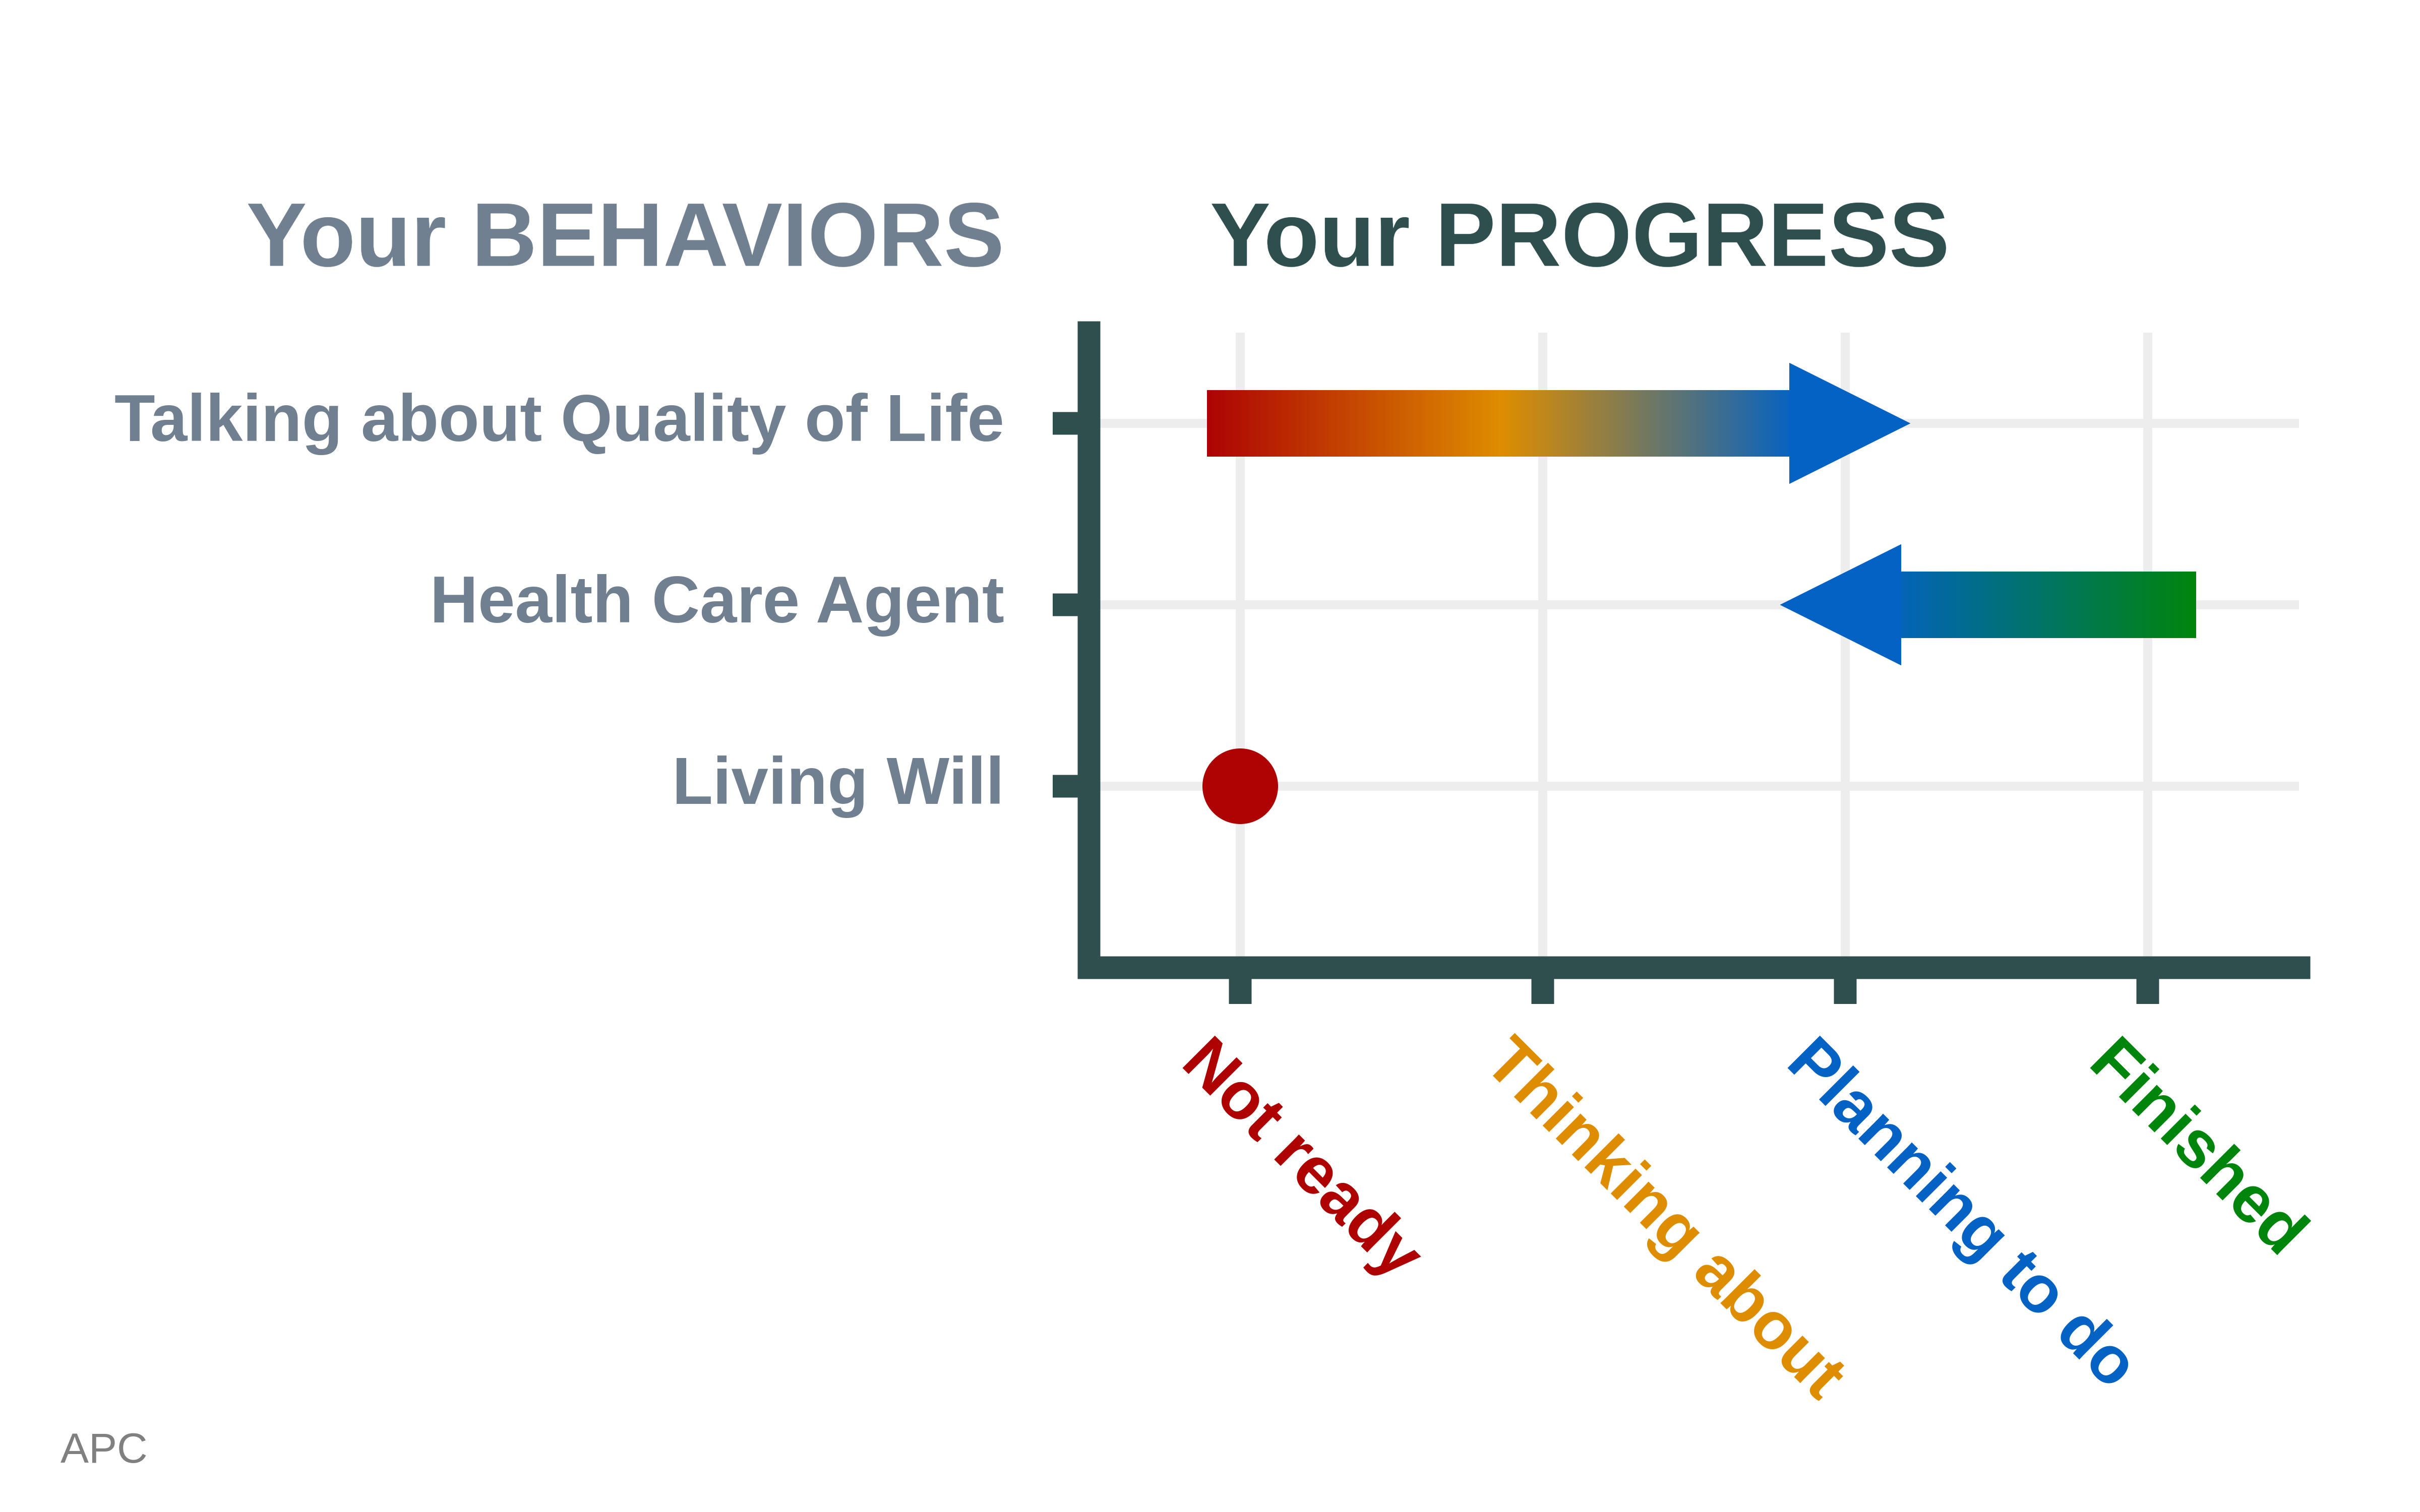 Your BEHAVIORS
Your PROGRESS
Talking about Quality of Life
Health Care Agent
Living Will
Not ready
Thinking about
Planning to do
Finished
APC